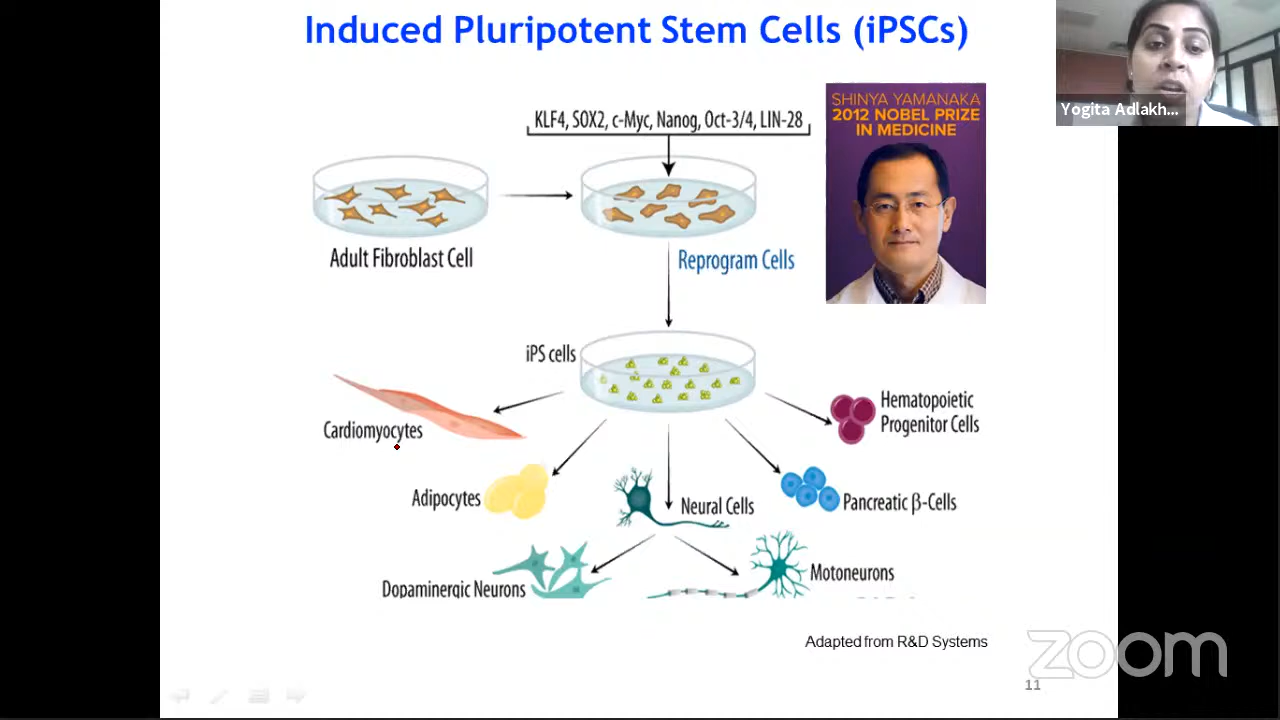 Induced Pluripotent Stem Cells (iPSCs)
Yogita Adlakh...
SHINYA YAMANAKA
2012 NOBEL PRIZE
IN MEDICINE
KLF4, SOX2, c-Myc, Nanog, Oct-3/4, LIN-28
Adult Fibroblast Cell
Reprogram Cells
iPS cells
Cardiomyocytes
Hematopoietic
Progenitor Cells
Adipocytes
Neural Cells
Pancreatic β-Cells
Dopaminergic Neurons
Motoneurons
Adapted from R&D Systems
zoom
11